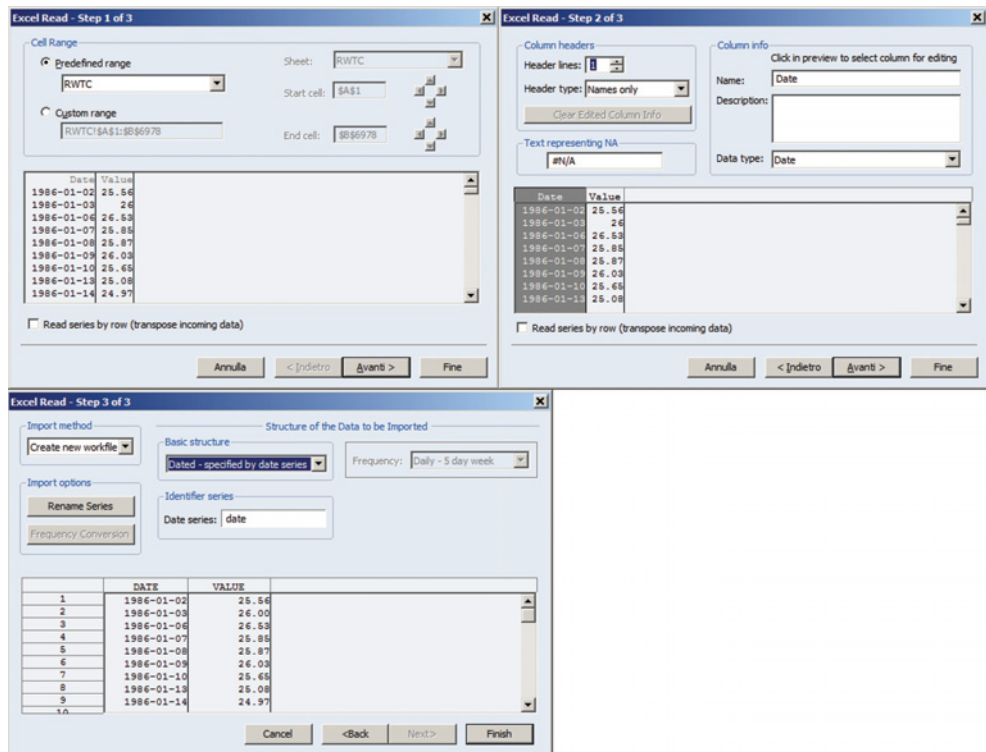 Excel Read - Step 1 of 3
Cell Range
Predefined range
RWTC
Custom range
RWTC!$A$1:$B$6978
Sheet: RWTC
Start cell: $A$1
End cell: $B$6978
Date Value
1986-01-02 25.56
1986-01-03 26
1986-01-06 26.53
1986-01-07 25.85
1986-01-08 25.87
1986-01-09 26.03
1986-01-10 25.65
1986-01-13 25.08
1986-01-14 24.97
Read series by row (transpose incoming data)
Annulla < Indietro Avanti > Fine
Excel Read - Step 2 of 3
Column headers
Header lines: 1
Header type: Names only
Clear Edited Column Info
Text representing NA
#N/A
Column info
Click in preview to select column for editing
Name: Date
Description:
Data type: Date
Date Value
1986-01-02 25.56
1986-01-03 26
1986-01-06 26.53
1986-01-07 25.85
1986-01-08 25.87
1986-01-09 26.03
1986-01-10 25.65
1986-01-13 25.08
Read series by row (transpose incoming data)
Annulla < Indietro Avanti > Fine
Excel Read - Step 3 of 3
Import method
Create new workfile
Import options
Rename Series
Frequency Conversion
Structure of the Data to be Imported
Basic structure
Dated - specified by date series
Frequency: Daily - 5 day week
Identifier series
Date series: date
DATE VALUE
1 1986-01-02 25.56
2 1986-01-03 26.00
3 1986-01-06 26.53
4 1986-01-07 25.85
5 1986-01-08 25.87
6 1986-01-09 26.03
7 1986-01-10 25.65
8 1986-01-13 25.08
9 1986-01-14 24.97
10
Cancel <Back Next> Finish